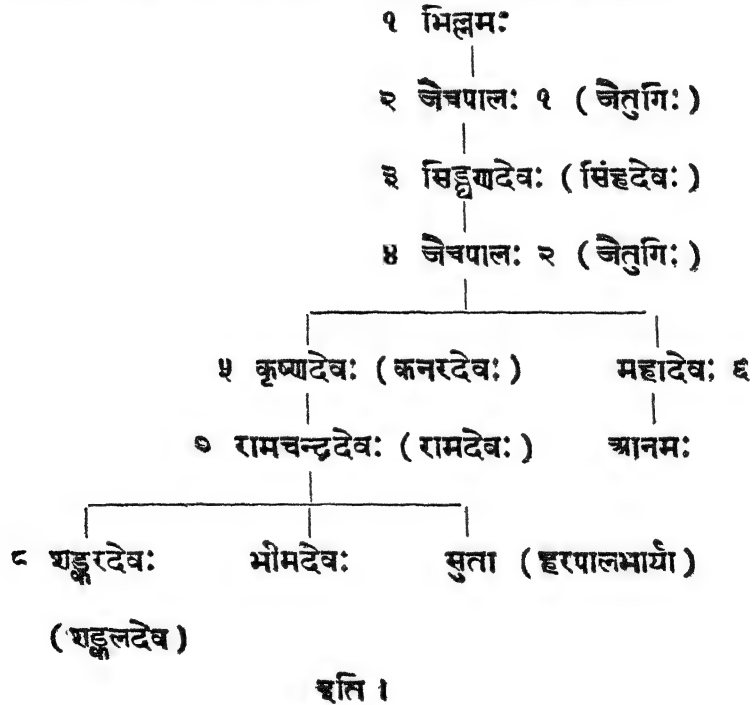 १ भिल्लमः
२ जैत्रपालः १ (जैतुगिः)
३ सिङ्घणदेवः (सिंहदेवः)
४ जैत्रपालः २ (जैतुगिः)
५ कृष्णदेवः (कनरदेवः) महादेवः ६
७ रामचन्द्रदेवः (रामदेवः) आनमः
८ शङ्करदेवः भीमदेवः सुता (हरपालभार्या)
(शङ्कलदेव)
इति ।